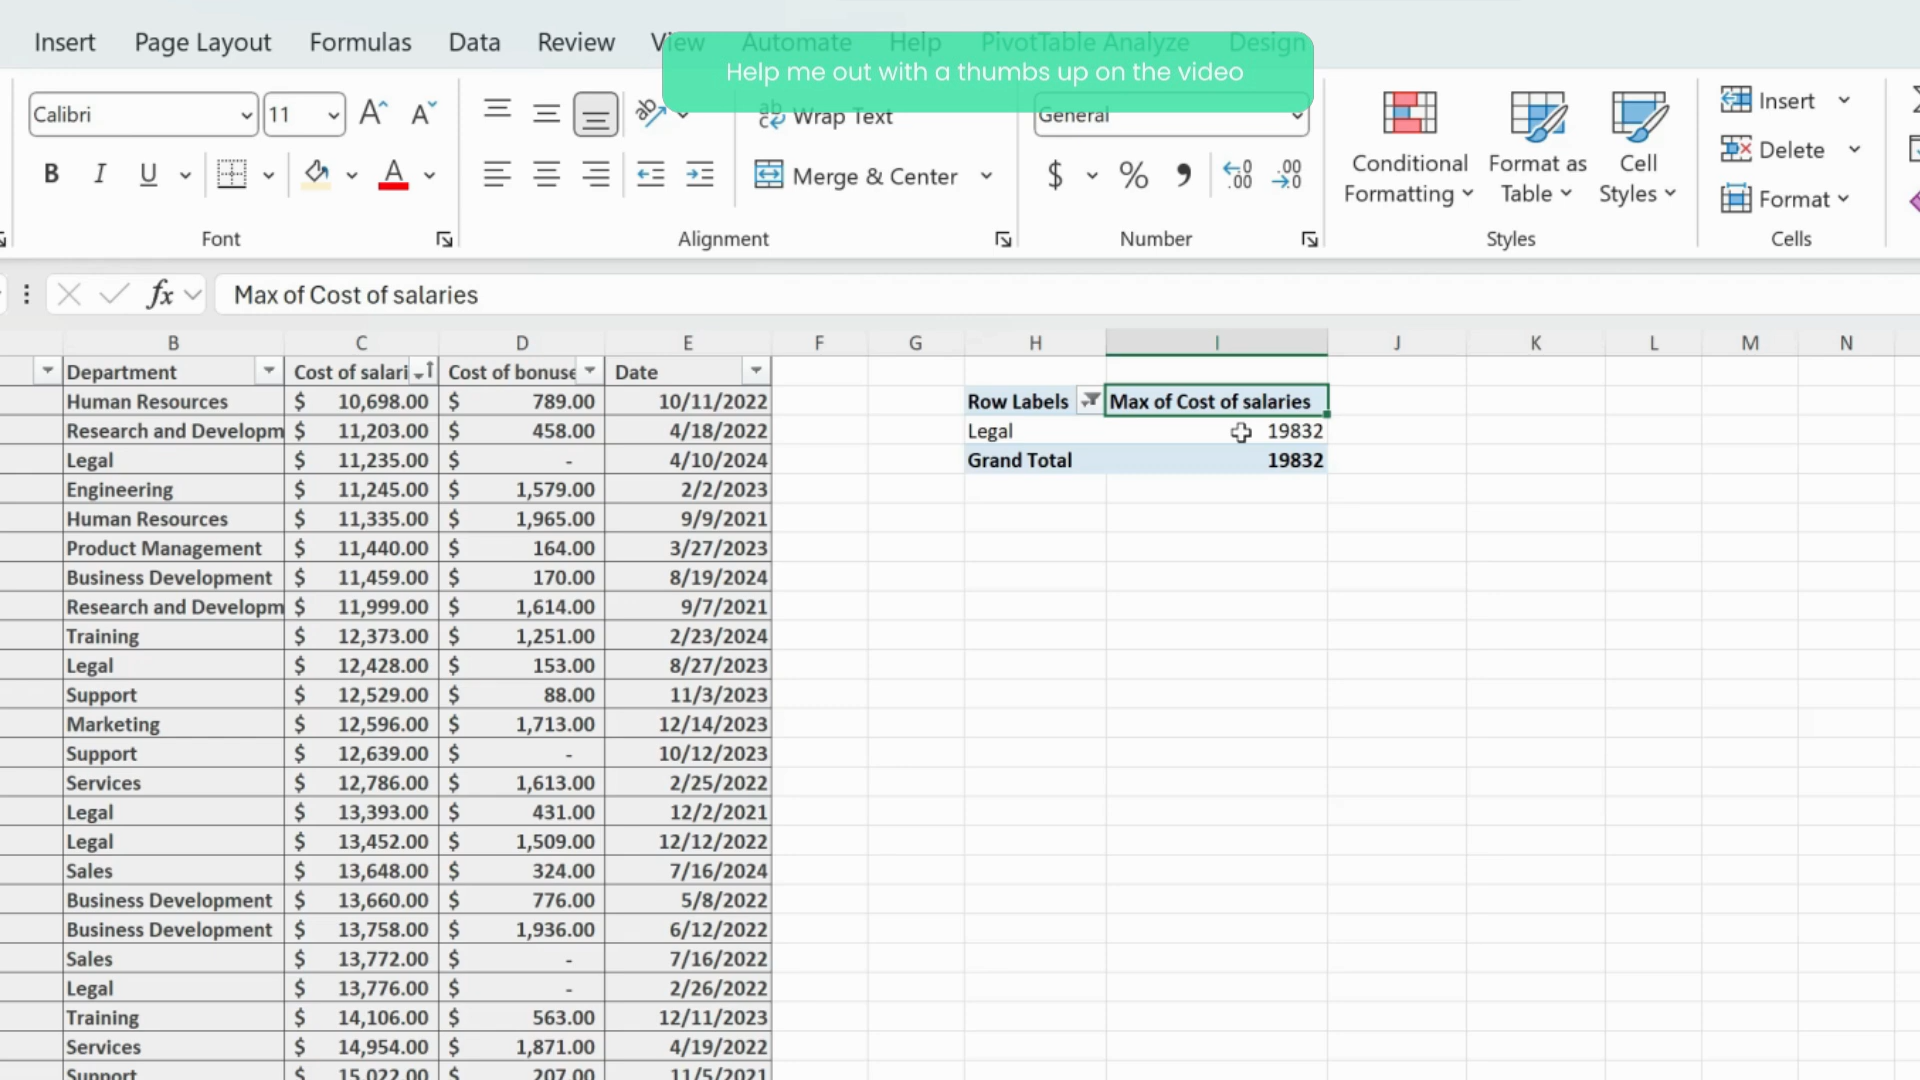 Insert Page Layout Formulas Data Review View Automate Help PivotTable Analyze Design
Help me out with a thumbs up on the video
Calibri 11 Wrap Text General
B I U Merge & Center $ % Conditional Formatting Format as Table Cell Styles
Insert
Delete
Format
Font Alignment Number Styles Cells
fx Max of Cost of salaries
B C D E F G H I J K L M N
Department Cost of salari Cost of bonuse Date
Human Resources $ 10,698.00 $ 789.00 10/11/2022 Row Labels Max of Cost of salaries
Research and Developm $ 11,203.00 $ 458.00 4/18/2022 Legal 19832
Legal $ 11,235.00 $ - 4/10/2024 Grand Total 19832
Engineering $ 11,245.00 $ 1,579.00 2/2/2023
Human Resources $ 11,335.00 $ 1,965.00 9/9/2021
Product Management $ 11,440.00 $ 164.00 3/27/2023
Business Development $ 11,459.00 $ 170.00 8/19/2024
Research and Developm $ 11,999.00 $ 1,614.00 9/7/2021
Training $ 12,373.00 $ 1,251.00 2/23/2024
Legal $ 12,428.00 $ 153.00 8/27/2023
Support $ 12,529.00 $ 88.00 11/3/2023
Marketing $ 12,596.00 $ 1,713.00 12/14/2023
Support $ 12,639.00 $ - 10/12/2023
Services $ 12,786.00 $ 1,613.00 2/25/2022
Legal $ 13,393.00 $ 431.00 12/2/2021
Legal $ 13,452.00 $ 1,509.00 12/12/2022
Sales $ 13,648.00 $ 324.00 7/16/2024
Business Development $ 13,660.00 $ 776.00 5/8/2022
Business Development $ 13,758.00 $ 1,936.00 6/12/2022
Sales $ 13,772.00 $ - 7/16/2022
Legal $ 13,776.00 $ - 2/26/2022
Training $ 14,106.00 $ 563.00 12/11/2023
Services $ 14,954.00 $ 1,871.00 4/19/2022
Support $ 15,022.00 $ 207.00 11/5/2021